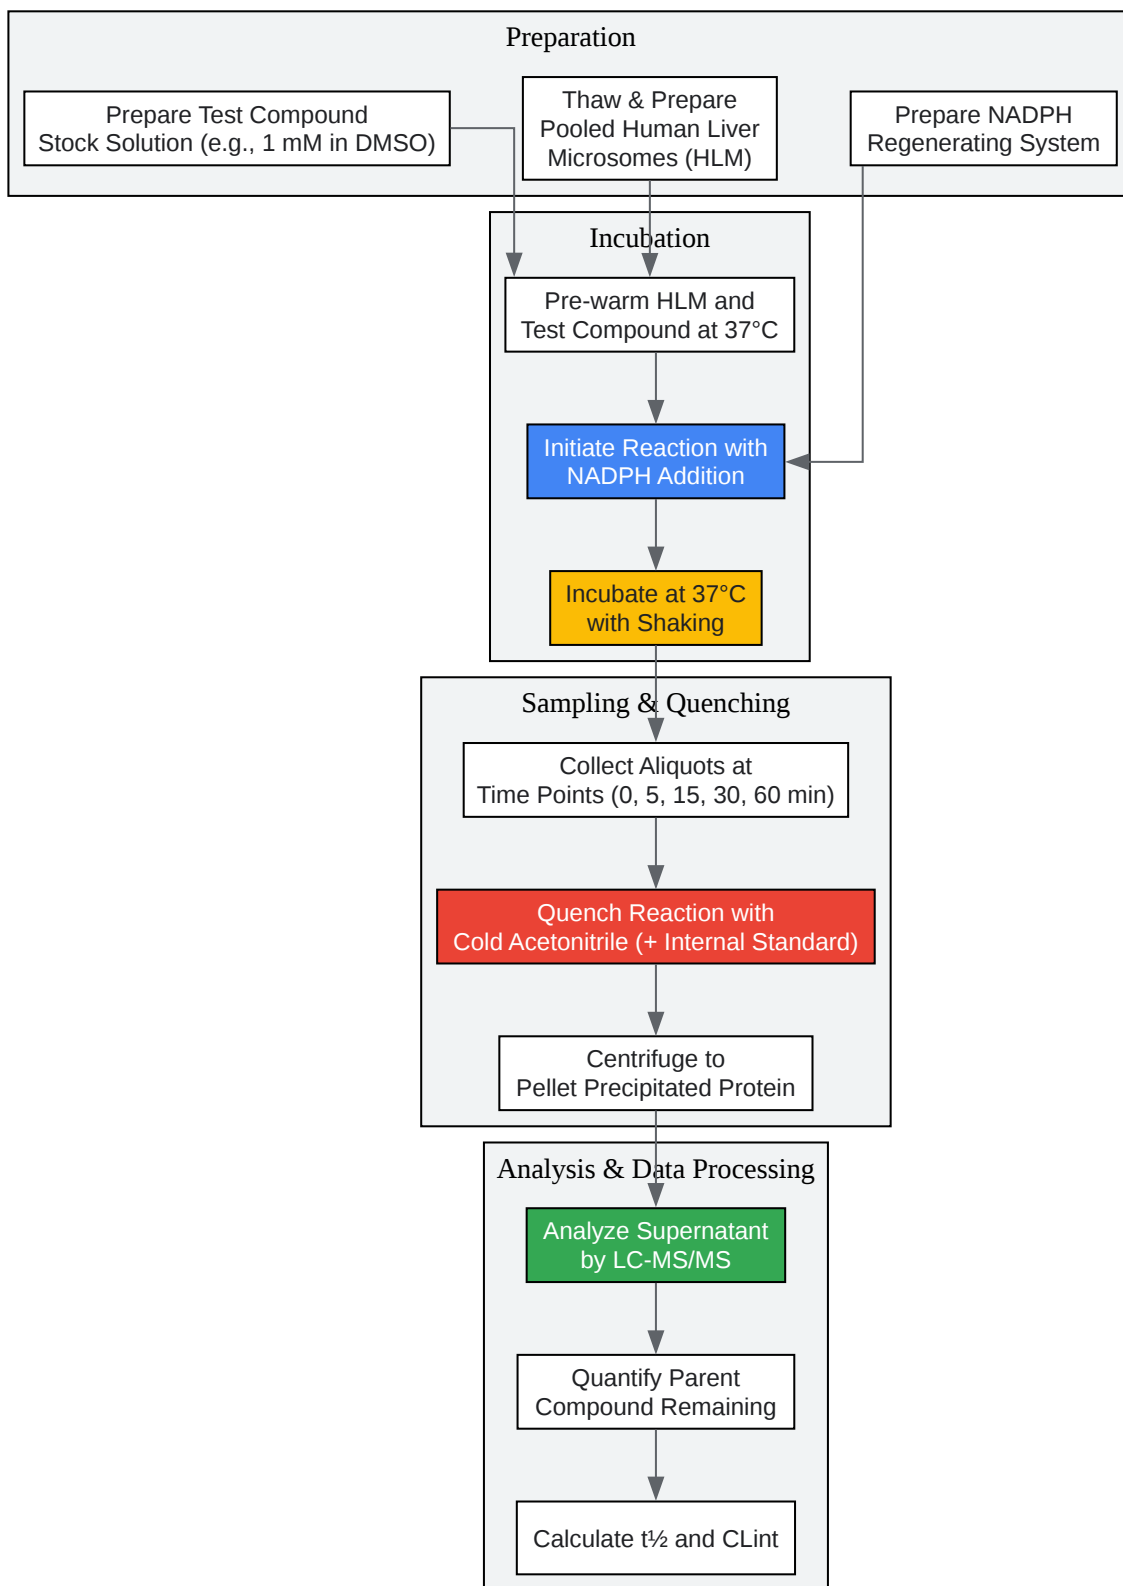 Preparation
Prepare Test Compound
Stock Solution (e.g., 1 mM in DMSO)
Thaw & Prepare
Pooled Human Liver
Microsomes (HLM)
Prepare NADPH
Regenerating System
Incubation
Pre-warm HLM and
Test Compound at 37°C
Initiate Reaction with
NADPH Addition
Incubate at 37°C
with Shaking
Sampling & Quenching
Collect Aliquots at
Time Points (0, 5, 15, 30, 60 min)
Quench Reaction with
Cold Acetonitrile (+ Internal Standard)
Centrifuge to
Pellet Precipitated Protein
Analysis & Data Processing
Analyze Supernatant
by LC-MS/MS
Quantify Parent
Compound Remaining
Calculate t½ and CLint